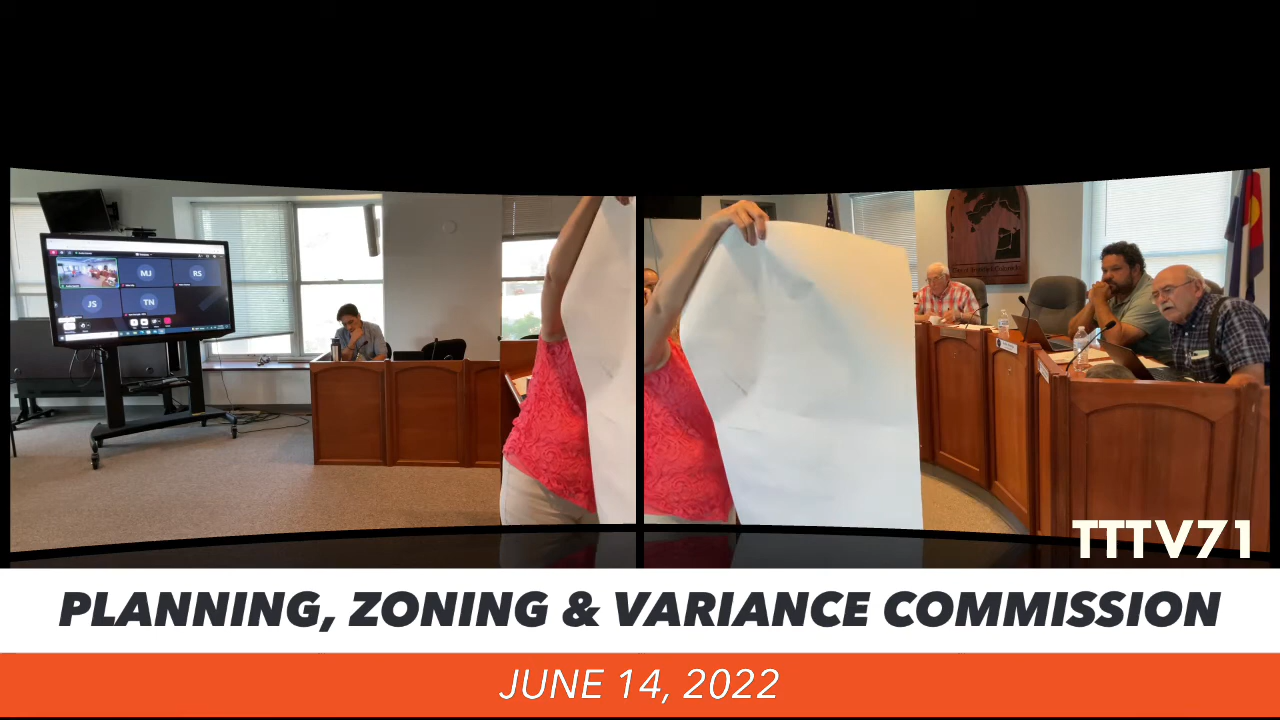 MJ
RS
JS
TN
TTTV71
PLANNING, ZONING & VARIANCE COMMISSION
JUNE 14, 2022